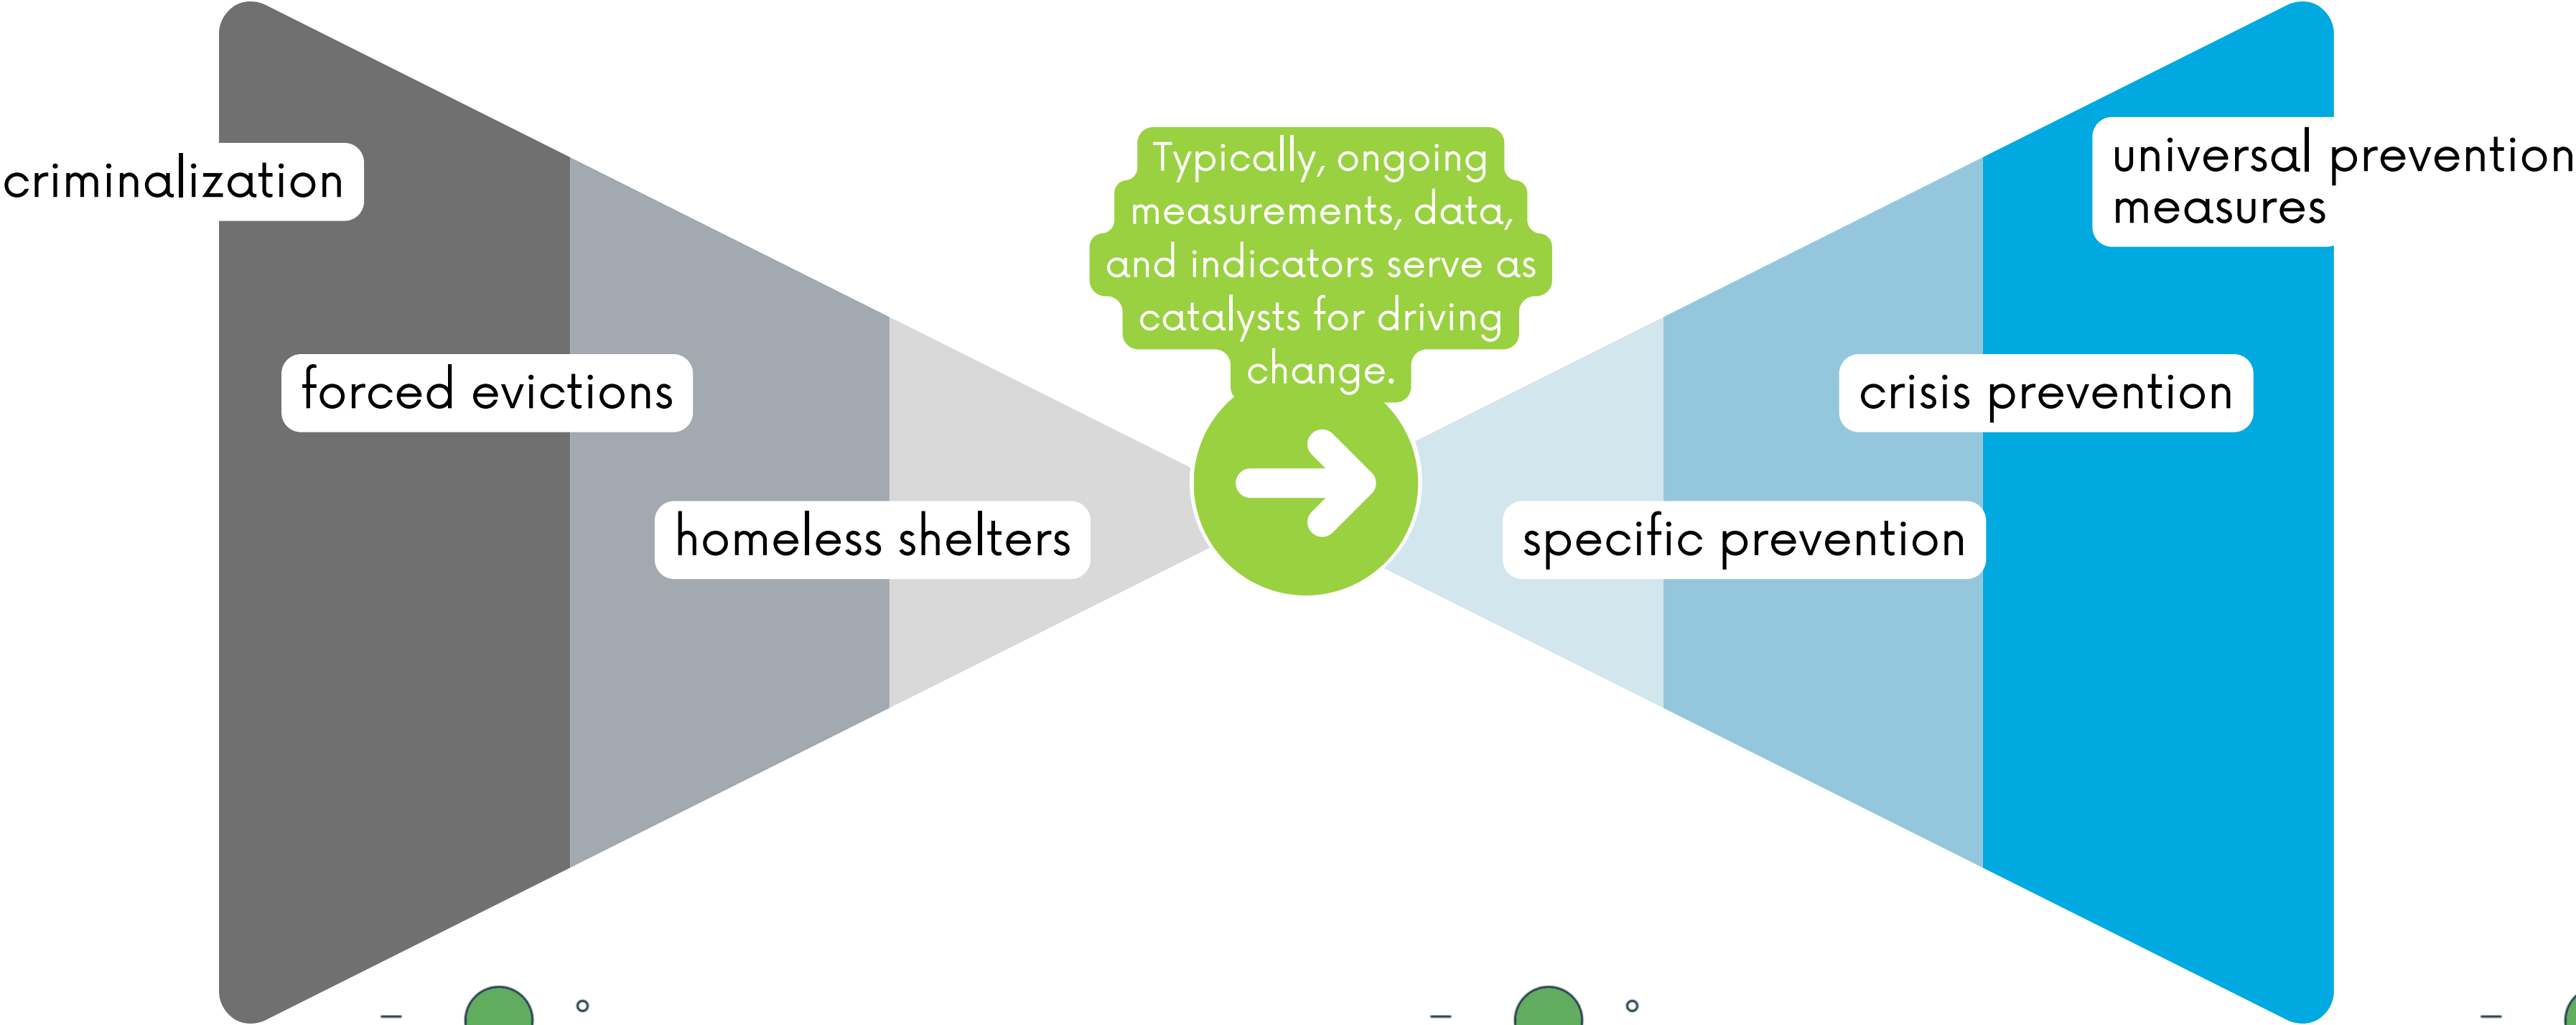 criminalization
forced evictions
homeless shelters
Typically, ongoing
measurements, data,
and indicators serve as
catalysts for driving
change.
specific prevention
crisis prevention
universal prevention
measures